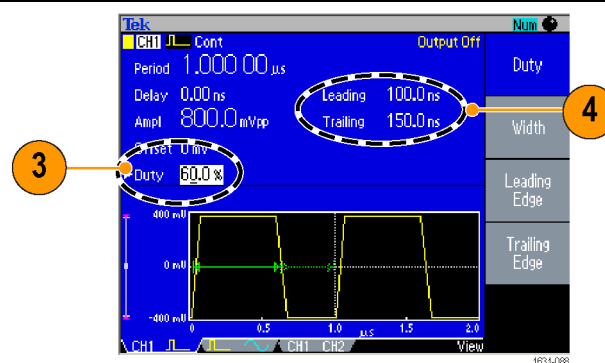 Tek
Num
CH1 Cont
Output Off
Period 1.000 00 µs
Delay 0.00 ns
Leading 100.0 ns
Ampl 800.0 mVpp
Trailing 150.0 ns
Offset 0 mV
Duty 60.0 %
3
4
Duty
Width
Leading
Edge
Trailing
Edge
400 mU
0 mU
-400 mU
0 0.5 1.0 µs 1.5 2.0
CH1 CH1 CH2 View
1631-088